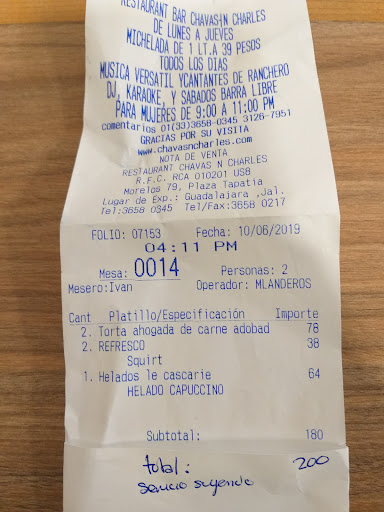 RESTAURANT BAR CHAVAS-N CHARLES
DE LUNES A JUEVES
MICHELADA DE 1 LT.A 39 PESOS
TODOS LOS DIAS
MUSICA VERSATIL YCANTANTES DE RANCHERO
DJ, KARAOKE, Y SABADOS BARRA LIBRE
PARA MUJERES DE 9:00 A 11:00 PM
comentarios 01(33)3658-0345 3126-7951
GRACIAS POR SU VISITA
www.chavasncharles.com
NOTA DE VENTA
RESTAURANT CHAVAS N CHARLES
R.F.C. RCA 010201 US8
Morelos 79, Plaza Tapatia
Lugar de Exp.: Guadalajara ,Jal.
Tel:3658 0345 Tel/Fax:3658 0217
FOLIO: 07153 Fecha: 10/06/2019
04:11 PM
Mesa: 0014 Personas: 2
Mesero:Ivan Operador: MLANDEROS
Cant Platillo/Especificación Importe
2. Torta ahogada de carne adobad 78
2. REFRESCO 38
Squirt
1. Helados le cascarie 64
HELADO CAPUCCINO
Subtotal: 180
total: 200
servicio sugerido